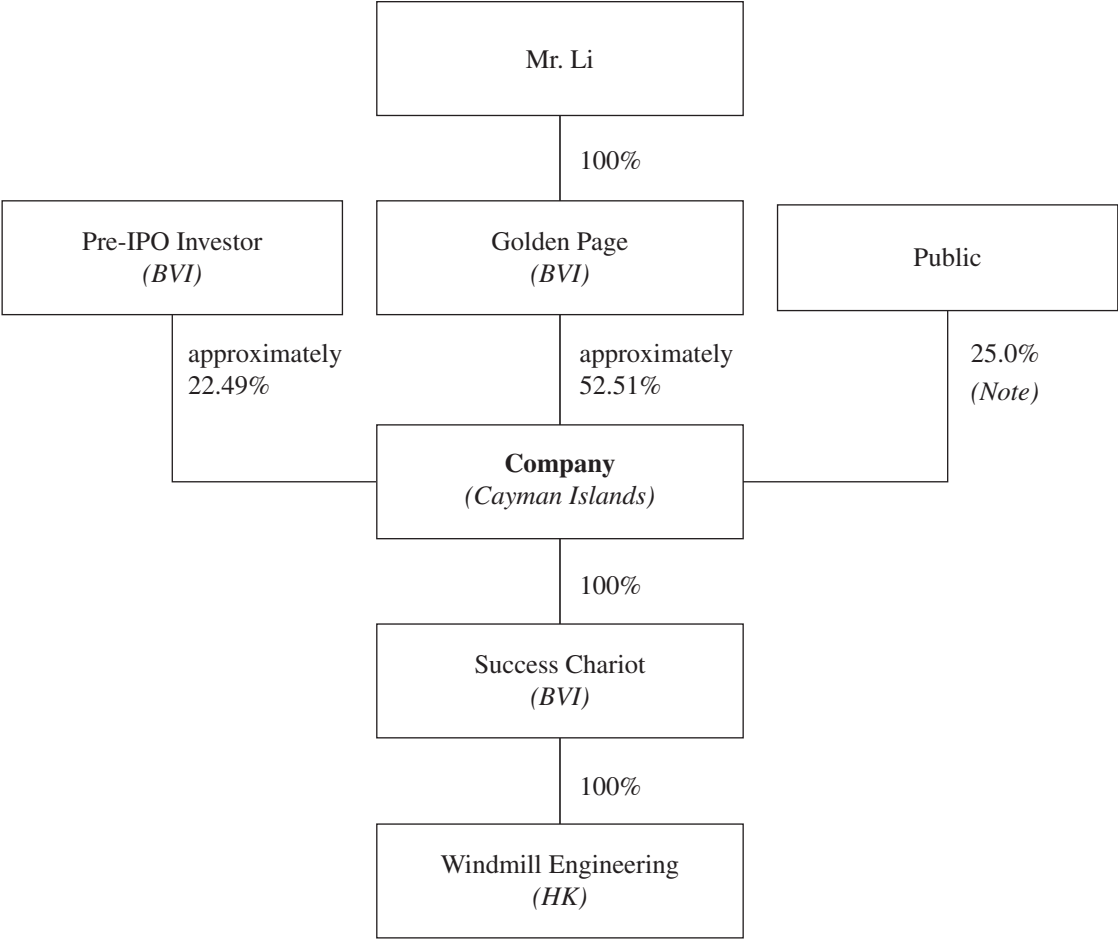 Mr. Li
100%
Pre-IPO Investor
(BVI)
Golden Page
(BVI)
Public
approximately
22.49%
approximately
52.51%
25.0%
(Note)
Company
(Cayman Islands)
100%
Success Chariot
(BVI)
100%
Windmill Engineering
(HK)